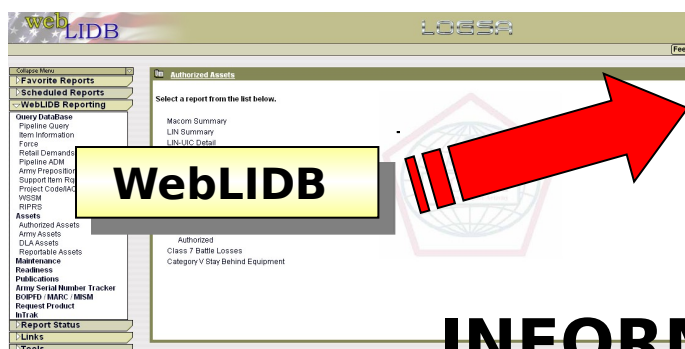 webLIDB
LOGSA
Fee
Collapse Menu
Favorite Reports
Scheduled Reports
WebLIDB Reporting
Query DataBase
Pipeline Query
Item Information
Force
Retail Demands
Pipeline ADM
Army Preposition
Support Item Rq
Project Code/IAC
WSSM
RIPRS
Assets
Authorized Assets
Army Assets
DLA Assets
Reportable Assets
Maintenance
Readiness
Publications
Army Serial Number Tracker
BOIPFD / MARC / MISM
Request Product
InTrak
Report Status
Links
Tools
Authorized Assets
Select a report from the list below.
Macom Summary
LIN Summary
LIN-UIC Detail
WebLIDB
Authorized
Class 7 Battle Losses
Category V Stay Behind Equipment
INFORM